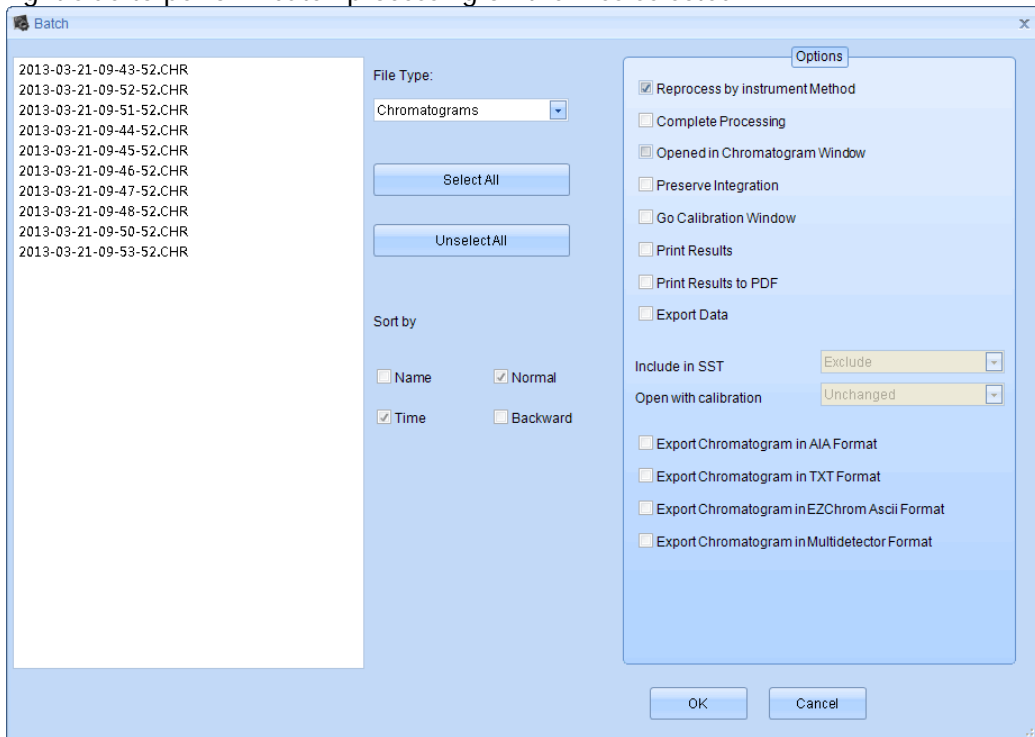 Batch
x
2013-03-21-09-43-52.CHR
2013-03-21-09-52-52.CHR
2013-03-21-09-51-52.CHR
2013-03-21-09-44-52.CHR
2013-03-21-09-45-52.CHR
2013-03-21-09-46-52.CHR
2013-03-21-09-47-52.CHR
2013-03-21-09-48-52.CHR
2013-03-21-09-50-52.CHR
2013-03-21-09-53-52.CHR
File Type:
Chromatograms
Select All
Unselect All
Sort by
Name
Normal
Time
Backward
Options
Reprocess by instrument Method
Complete Processing
Opened in Chromatogram Window
Preserve Integration
Go Calibration Window
Print Results
Print Results to PDF
Export Data
Include in SST
Exclude
Open with calibration
Unchanged
Export Chromatogram in AIA Format
Export Chromatogram in TXT Format
Export Chromatogram in EZChrom Ascii Format
Export Chromatogram in Multidetector Format
OK
Cancel